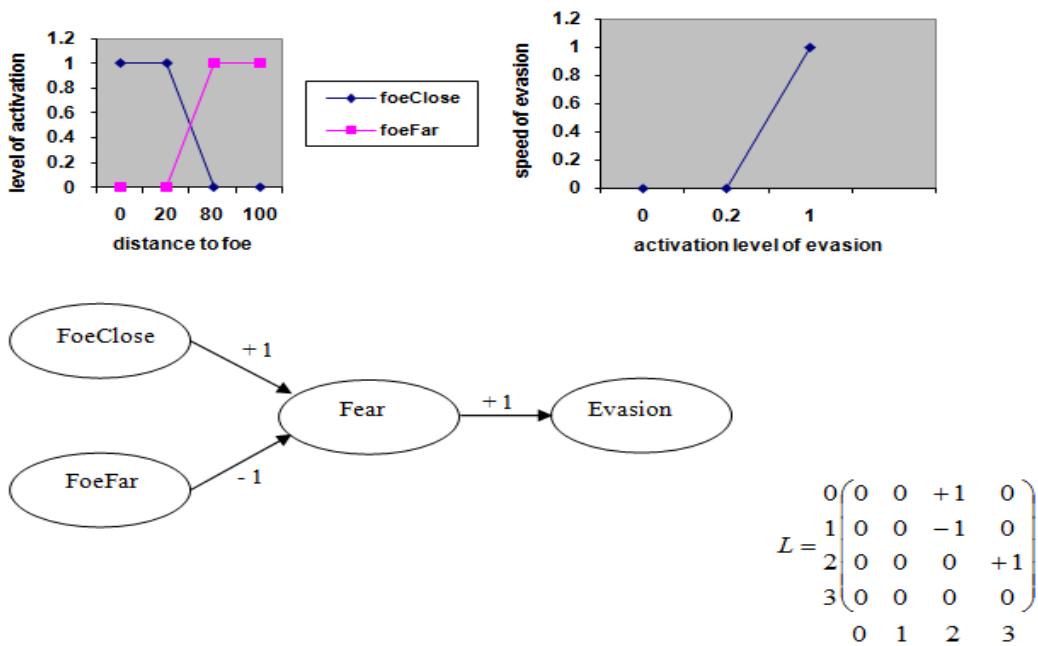 1.2
1
0.8
0.6
0.4
0.2
0
level of activation
0 20 80 100
distance to foe
foeClose
foeFar
1.2
1
0.8
0.6
0.4
0.2
0
speed of evasion
0 0.2 1
activation level of evasion
FoeClose
+ 1
Fear
+ 1
Evasion
FoeFar
- 1
L =
0 0 0 +1 0
1 0 0 −1 0
2 0 0 0 +1
3 0 0 0 0
0 1 2 3